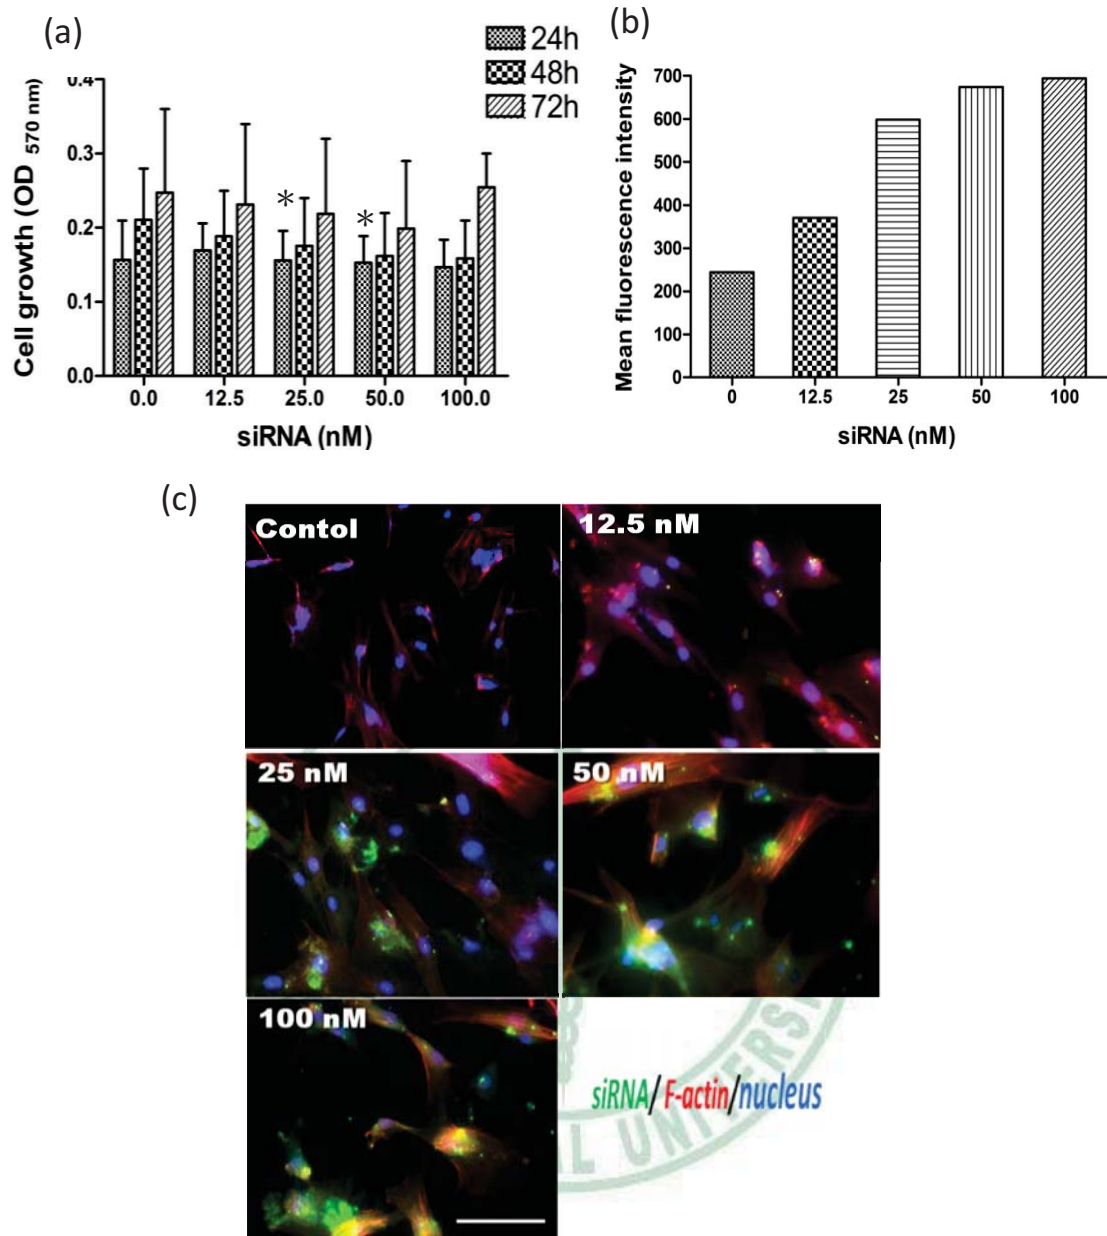 (a)
24h
48h
72h
Cell growth (OD 570 nm)
0.4
0.3
0.2
0.1
0.0
*
*
0.0 12.5 25.0 50.0 100.0
siRNA (nM)
(b)
Mean fluorescence intensity
700
600
500
400
300
200
100
0
0 12.5 25 50 100
siRNA (nM)
(c)
Contol
12.5 nM
25 nM
50 nM
100 nM
siRNA/F-actin/nucleus